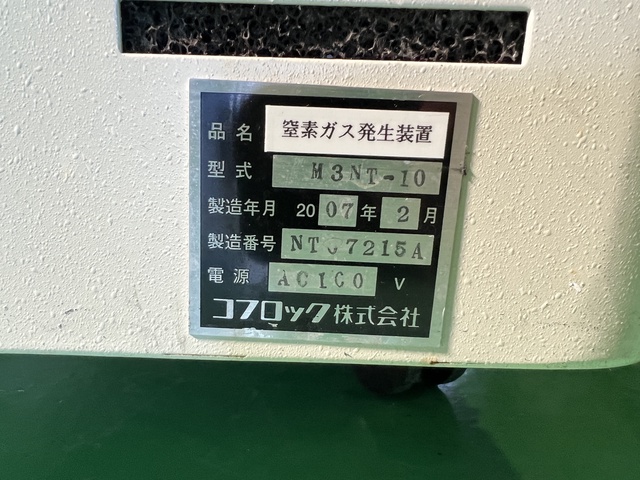 品名 窒素ガス発生装置
型式 M3NT-10
製造年月 2007年2月
製造番号
電源 AC100 V
コフロック株式会社